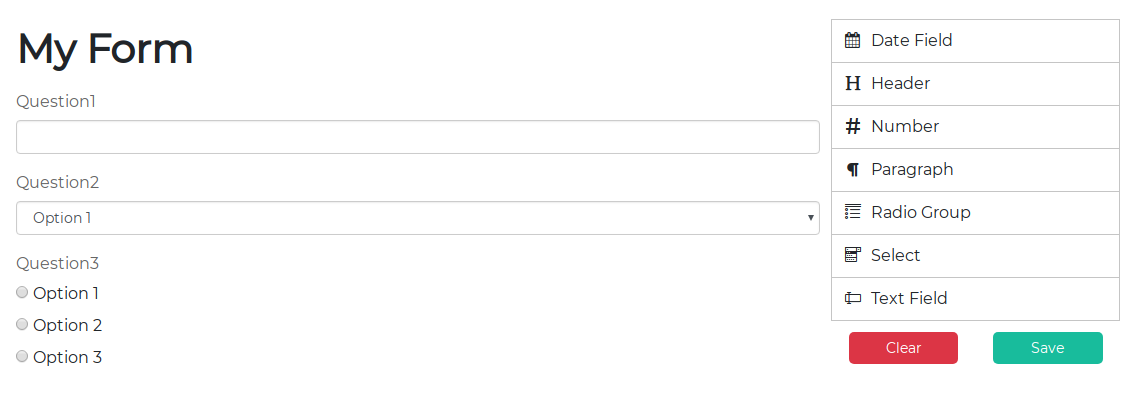 My Form
Question1
Question2
Option 1
Question3
Option 1
Option 2
Option 3
Date Field
Header
Number
Paragraph
Radio Group
Select
Text Field
Clear
Save